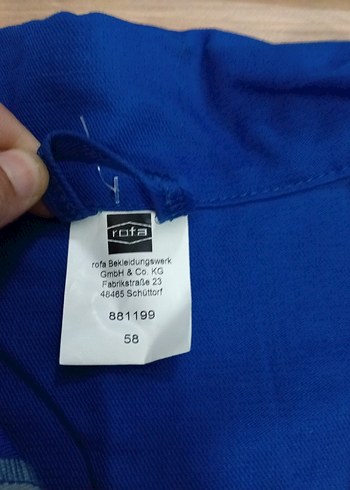 rofa
rofa Bekleidungswerk
GmbH & Co. KG
Fabrikstraße 23
48465 Schüttorf
881199
58